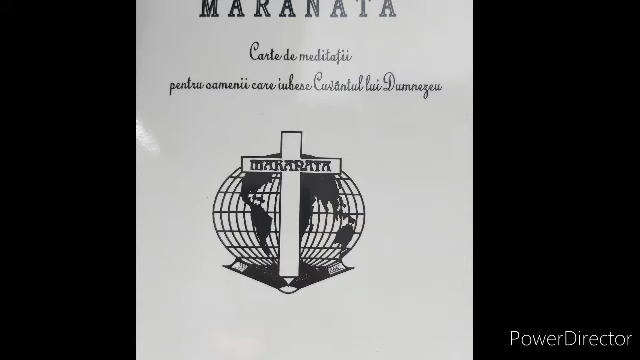 MARANATA
Carte de meditații
pentru oamenii care iubesc Cuvântul lui Dumnezeu
MARANATA
PowerDirector